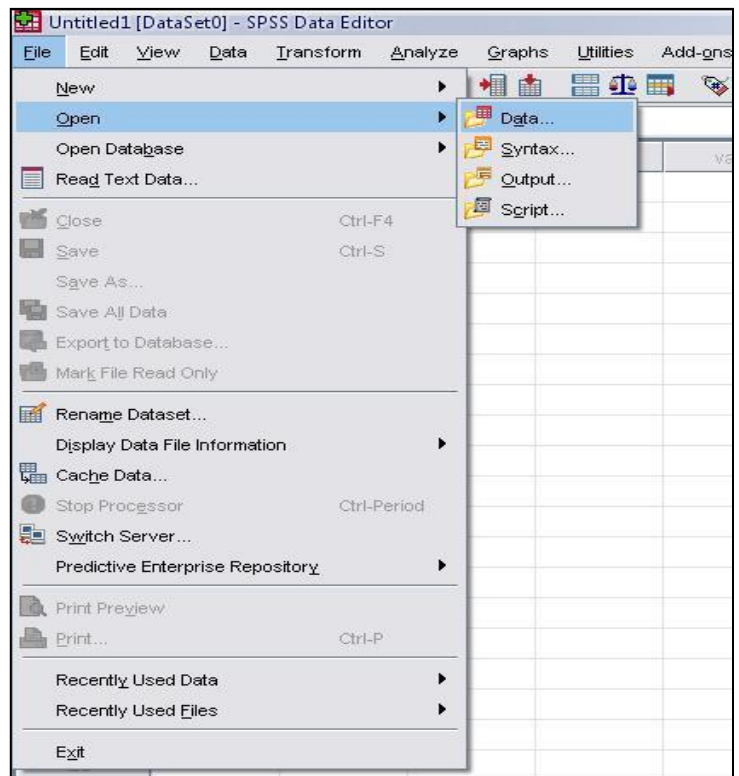 Untitled1 [DataSet0] - SPSS Data Editor
File Edit View Data Transform Analyze Graphs Utilities Add-ons
New
Open
Data...
Open Database
Syntax...
va
Read Text Data...
Output...
Script...
Close Ctrl-F4
Save Ctrl-S
Save As...
Save All Data
Export to Database...
Mark File Read Only
Rename Dataset...
Display Data File Information
Cache Data...
Stop Processor Ctrl-Period
Switch Server...
Predictive Enterprise Repository
Print Preview
Print... Ctrl-P
Recently Used Data
Recently Used Files
Exit